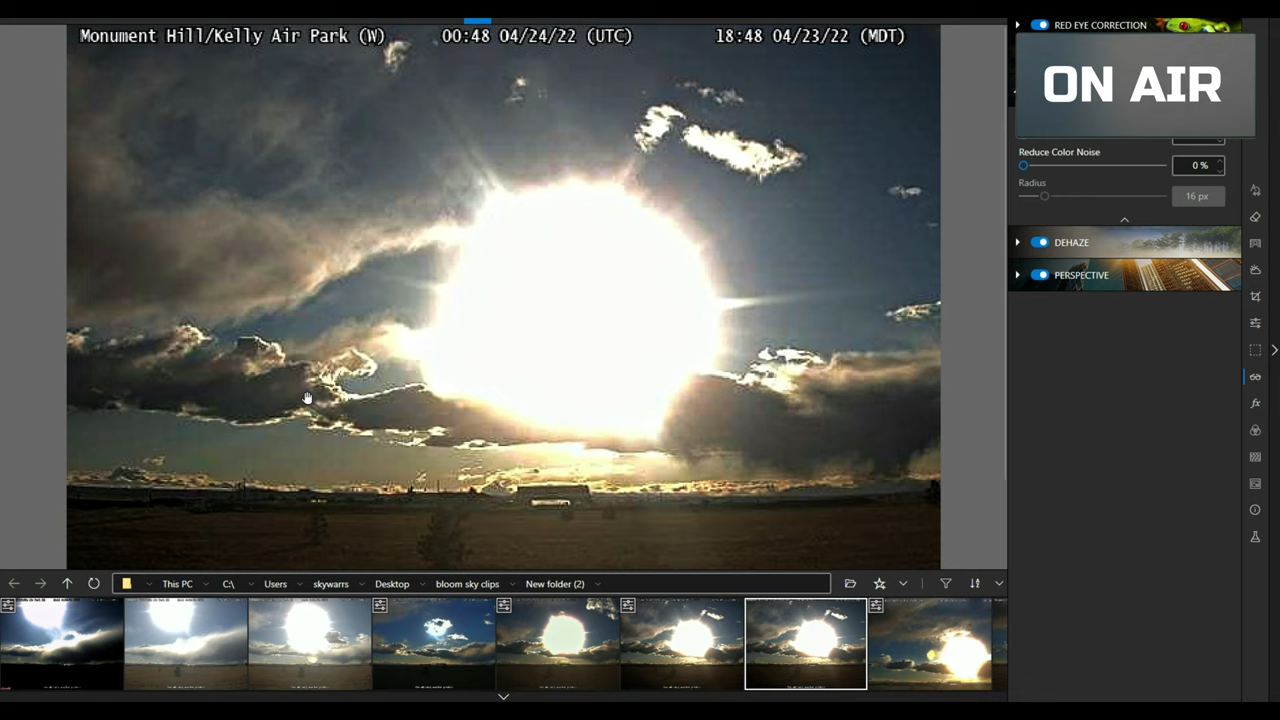 Monument Hill/Kelly Air Park (W) 00:48 04/24/22 (UTC) 18:48 04/23/22 (MDT)
RED EYE CORRECTION
ON AIR
Reduce Color Noise
0 %
Radius
16 px
DEHAZE
PERSPECTIVE
This PC C:\ Users skywarrs Desktop bloom sky clips New folder (2)
fx